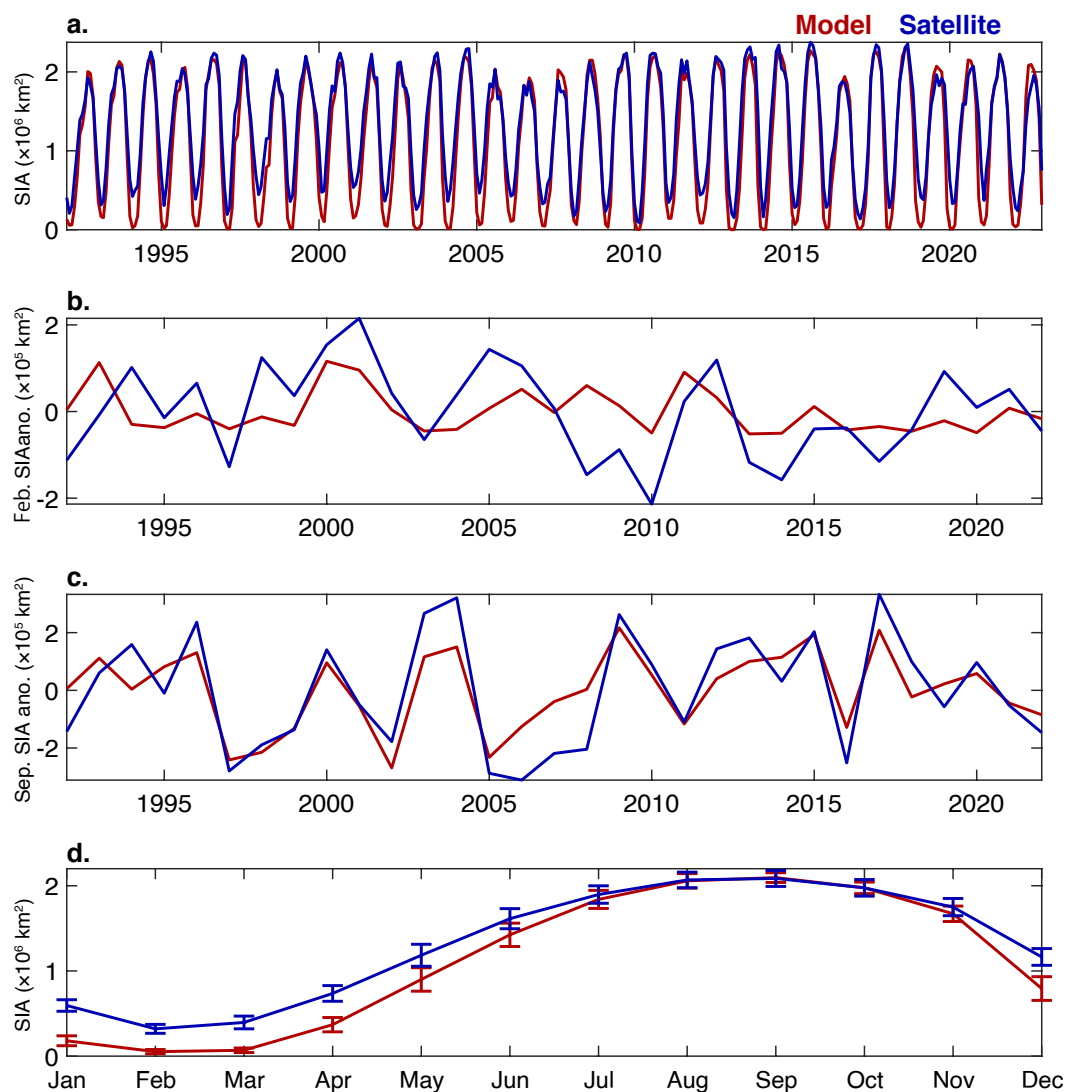 a.
Model Satellite
SIA (×10⁶ km²)
2
1
0
1995 2000 2005 2010 2015 2020
b.
Feb. SIAano. (×10⁵ km²)
2
0
-2
1995 2000 2005 2010 2015 2020
c.
Sep. SIA ano. (×10⁵ km²)
2
0
-2
1995 2000 2005 2010 2015 2020
d.
SIA (×10⁶ km²)
2
1
0
Jan Feb Mar Apr May Jun Jul Aug Sep Oct Nov Dec